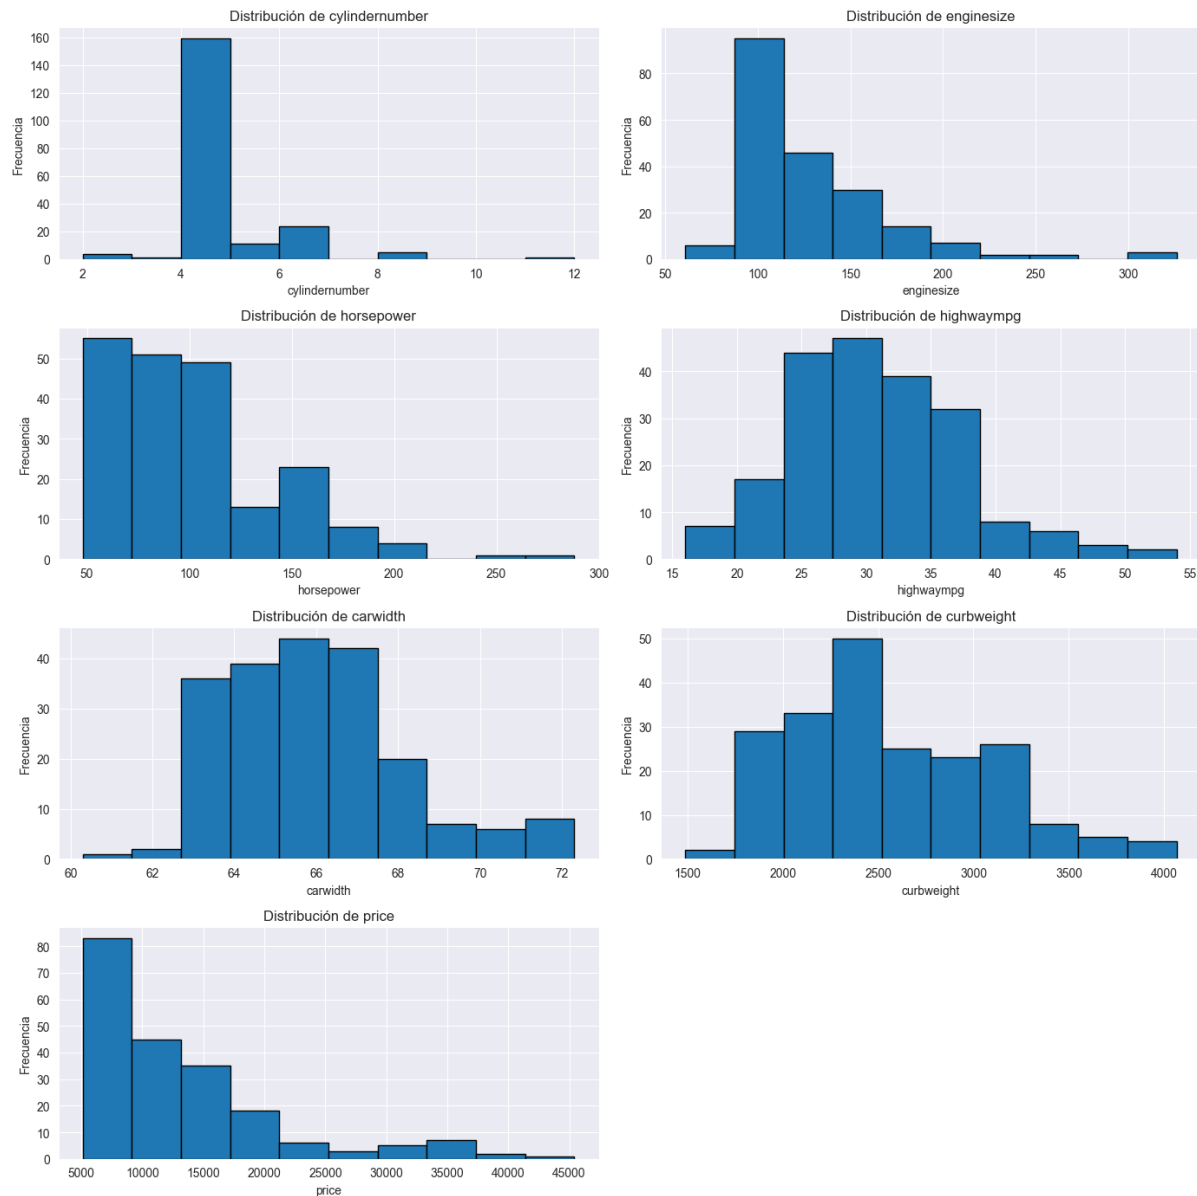 Distribución de cylindernumber
160
140
120
100
80
60
40
20
0
Frecuencia
2 4 6 8 10 12
cylindernumber
Distribución de enginesize
80
60
40
20
0
Frecuencia
50 100 150 200 250 300
enginesize
Distribución de horsepower
50
40
30
20
10
0
Frecuencia
50 100 150 200 250 300
horsepower
Distribución de highwaympg
40
30
20
10
0
Frecuencia
15 20 25 30 35 40 45 50 55
highwaympg
Distribución de carwidth
40
30
20
10
0
Frecuencia
60 62 64 66 68 70 72
carwidth
Distribución de curbweight
50
40
30
20
10
0
Frecuencia
1500 2000 2500 3000 3500 4000
curbweight
Distribución de price
80
70
60
50
40
30
20
10
0
Frecuencia
5000 10000 15000 20000 25000 30000 35000 40000 45000
price